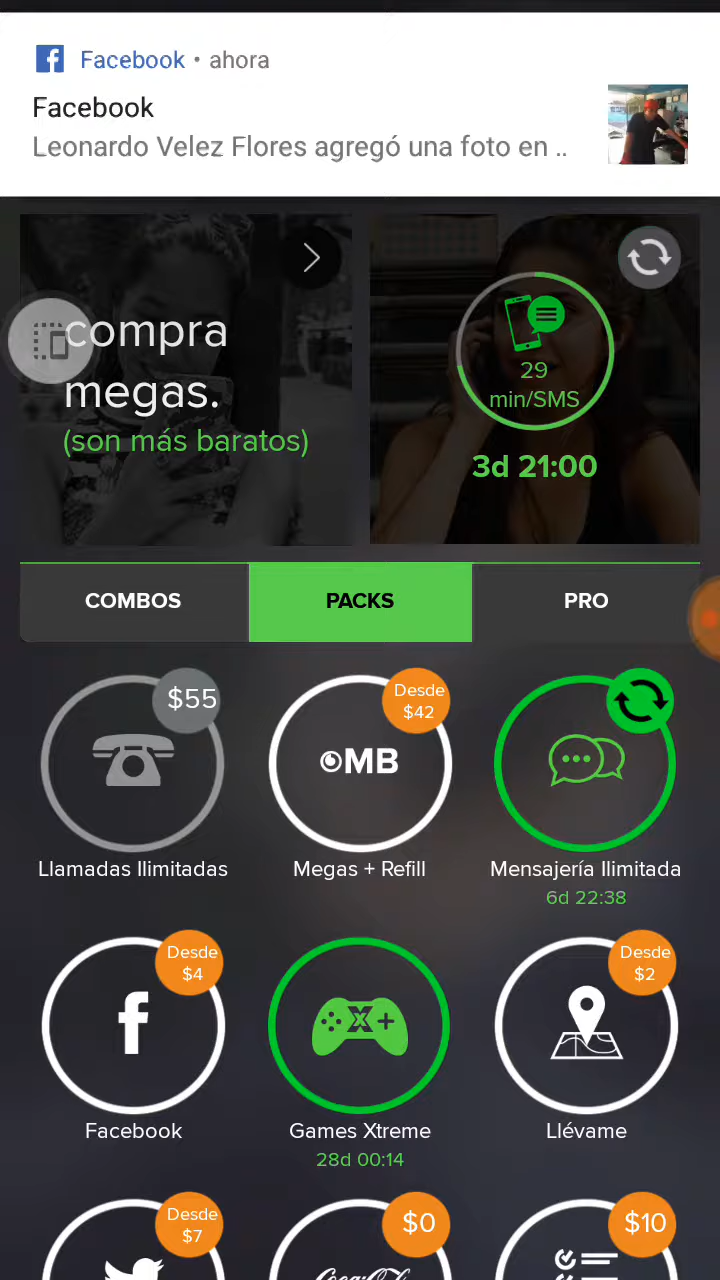 Facebook • ahora
Facebook
Leonardo Velez Flores agregó una foto en ..
compra
megas.
(son más baratos)
29
min/SMS
3d 21:00
COMBOS
PACKS
PRO
$55
Desde
$42
MB
Llamadas Ilimitadas
Megas + Refill
Mensajería Ilimitada
6d 22:38
Desde
$4
Desde
$2
Facebook
Games Xtreme
Llévame
28d 00:14
Desde
$7
$0
$10
Coca-Cola